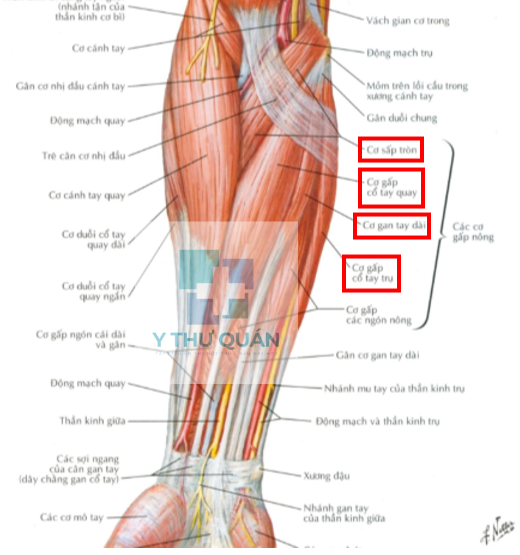 (nhánh tận của
thần kinh cơ bì)
Cơ cánh tay
Gân cơ nhị đầu cánh tay
Động mạch quay
Trẽ cân cơ nhị đầu
Cơ cánh tay quay
Cơ duỗi cổ tay
quay dài
Cơ duỗi cổ tay
quay ngắn
Cơ gấp ngón cái dài
và gân
Động mạch quay
Thần kinh giữa
Các sợi ngang
của cân gan tay
(dây chằng gan cổ tay)
Các cơ mô tay
Vách gian cơ trong
Động mạch trụ
Mỏm trên lồi cầu trong
xương cánh tay
Gân duỗi chung
Cơ sấp tròn
Cơ gấp
cổ tay quay
Cơ gan tay dài
Cơ gấp
cổ tay trụ
Các cơ
gấp nông
Cơ gấp
các ngón nông
Gân cơ gan tay dài
Nhánh mu tay của thần kinh trụ
Động mạch và thần kinh trụ
Xương đậu
Nhánh gan tay
của thần kinh giữa
Y THƯ QUÁN